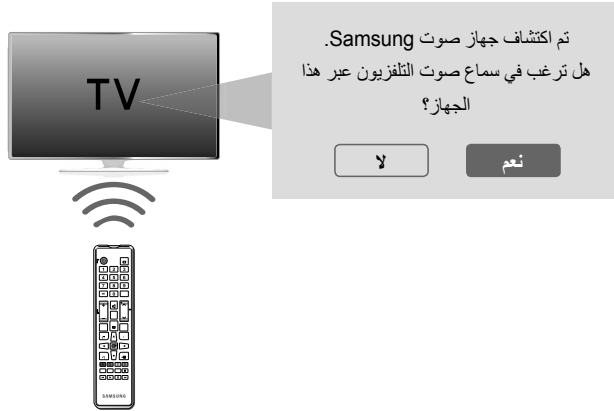 TV
تم اكتشاف جهاز صوت Samsung.
هل ترغب في سماع صوت التلفزيون عبر هذا
الجهاز؟
نعم
لا
SAMSUNG